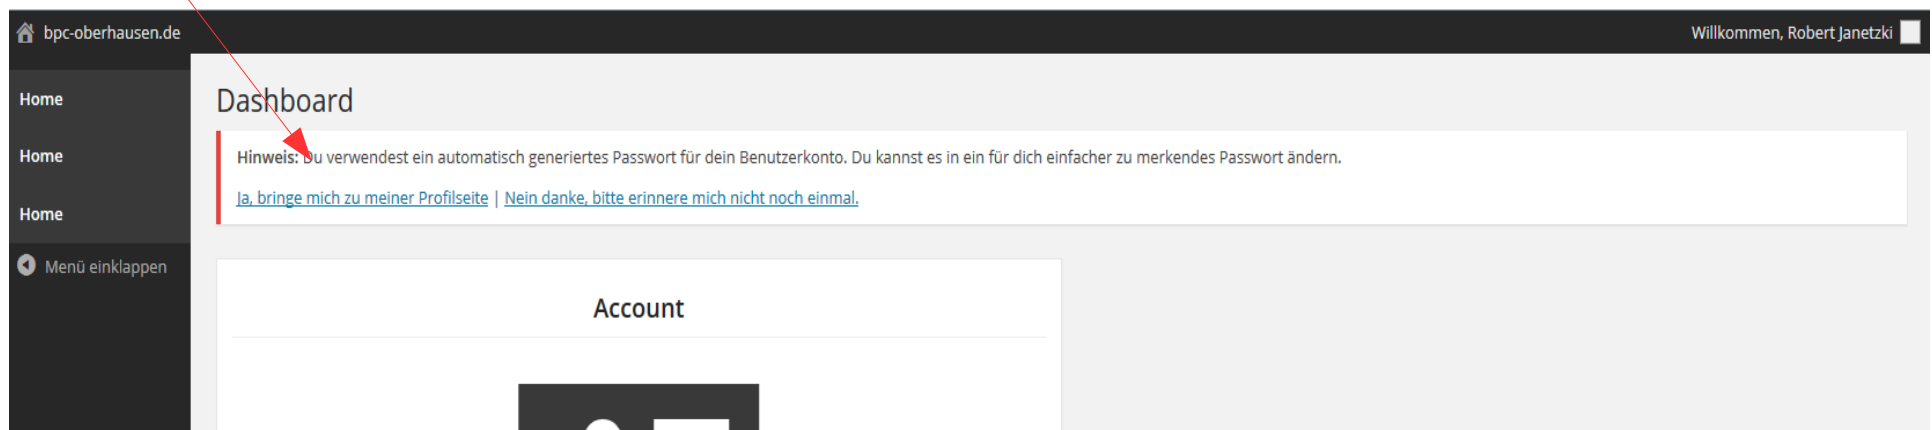 bpc-oberhausen.de
Willkommen, Robert Janetzki
Home
Home
Home
Menü einklappen
Dashboard
Hinweis: Du verwendest ein automatisch generiertes Passwort für dein Benutzerkonto. Du kannst es in ein für dich einfacher zu merkendes Passwort ändern.
Ja, bringe mich zu meiner Profilseite | Nein danke, bitte erinnere mich nicht noch einmal.
Account